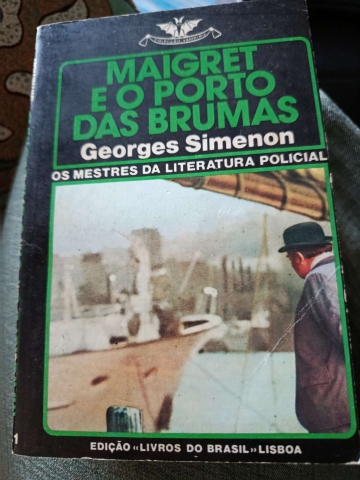 MAIGRET
E O PORTO
DAS BRUMAS
Georges Simenon
OS MESTRES DA LITERATURA POLICIAL
1
EDIÇÃO «LIVROS DO BRASIL» LISBOA